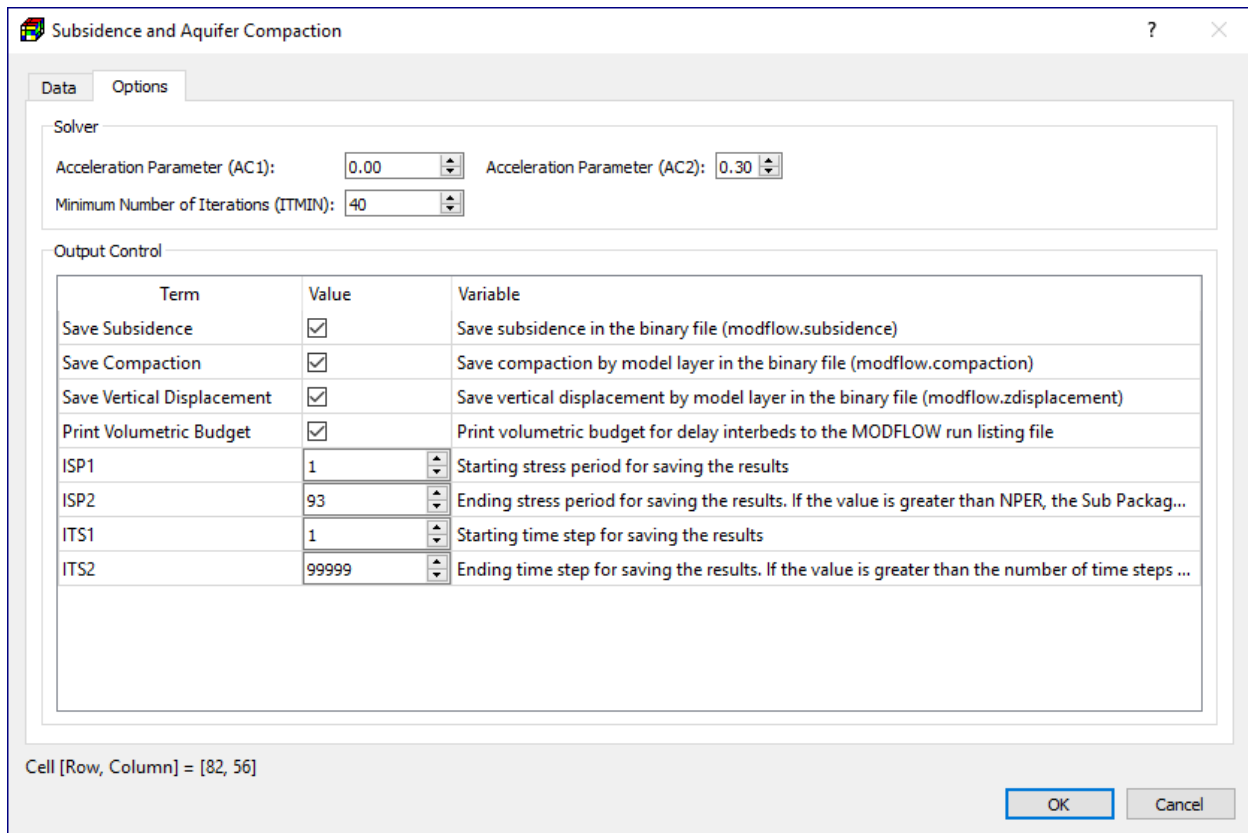 Subsidence and Aquifer Compaction ?
Data Options
Solver
Acceleration Parameter (AC1): 0.00 Acceleration Parameter (AC2): 0.30
Minimum Number of Iterations (ITMIN): 40
Output Control
Term Value Variable
Save Subsidence Save subsidence in the binary file (modflow.subsidence)
Save Compaction Save compaction by model layer in the binary file (modflow.compaction)
Save Vertical Displacement Save vertical displacement by model layer in the binary file (modflow.zdisplacement)
Print Volumetric Budget Print volumetric budget for delay interbeds to the MODFLOW run listing file
ISP1 1 Starting stress period for saving the results
ISP2 93 Ending stress period for saving the results. If the value is greater than NPER, the Sub Packag...
ITS1 1 Starting time step for saving the results
ITS2 99999 Ending time step for saving the results. If the value is greater than the number of time steps ...
Cell [Row, Column] = [82, 56]
OK Cancel